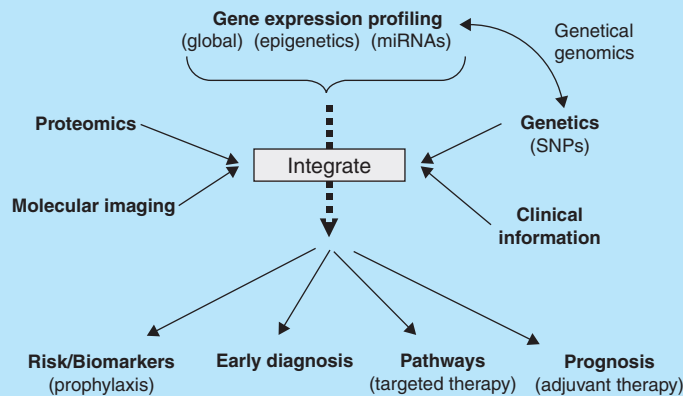 Gene expression profiling
(global) (epigenetics) (miRNAs)
Genetical
genomics
Proteomics
Genetics
(SNPs)
Integrate
Molecular imaging
Clinical
information
Risk/Biomarkers
(prophylaxis)
Early diagnosis
Pathways
(targeted therapy)
Prognosis
(adjuvant therapy)